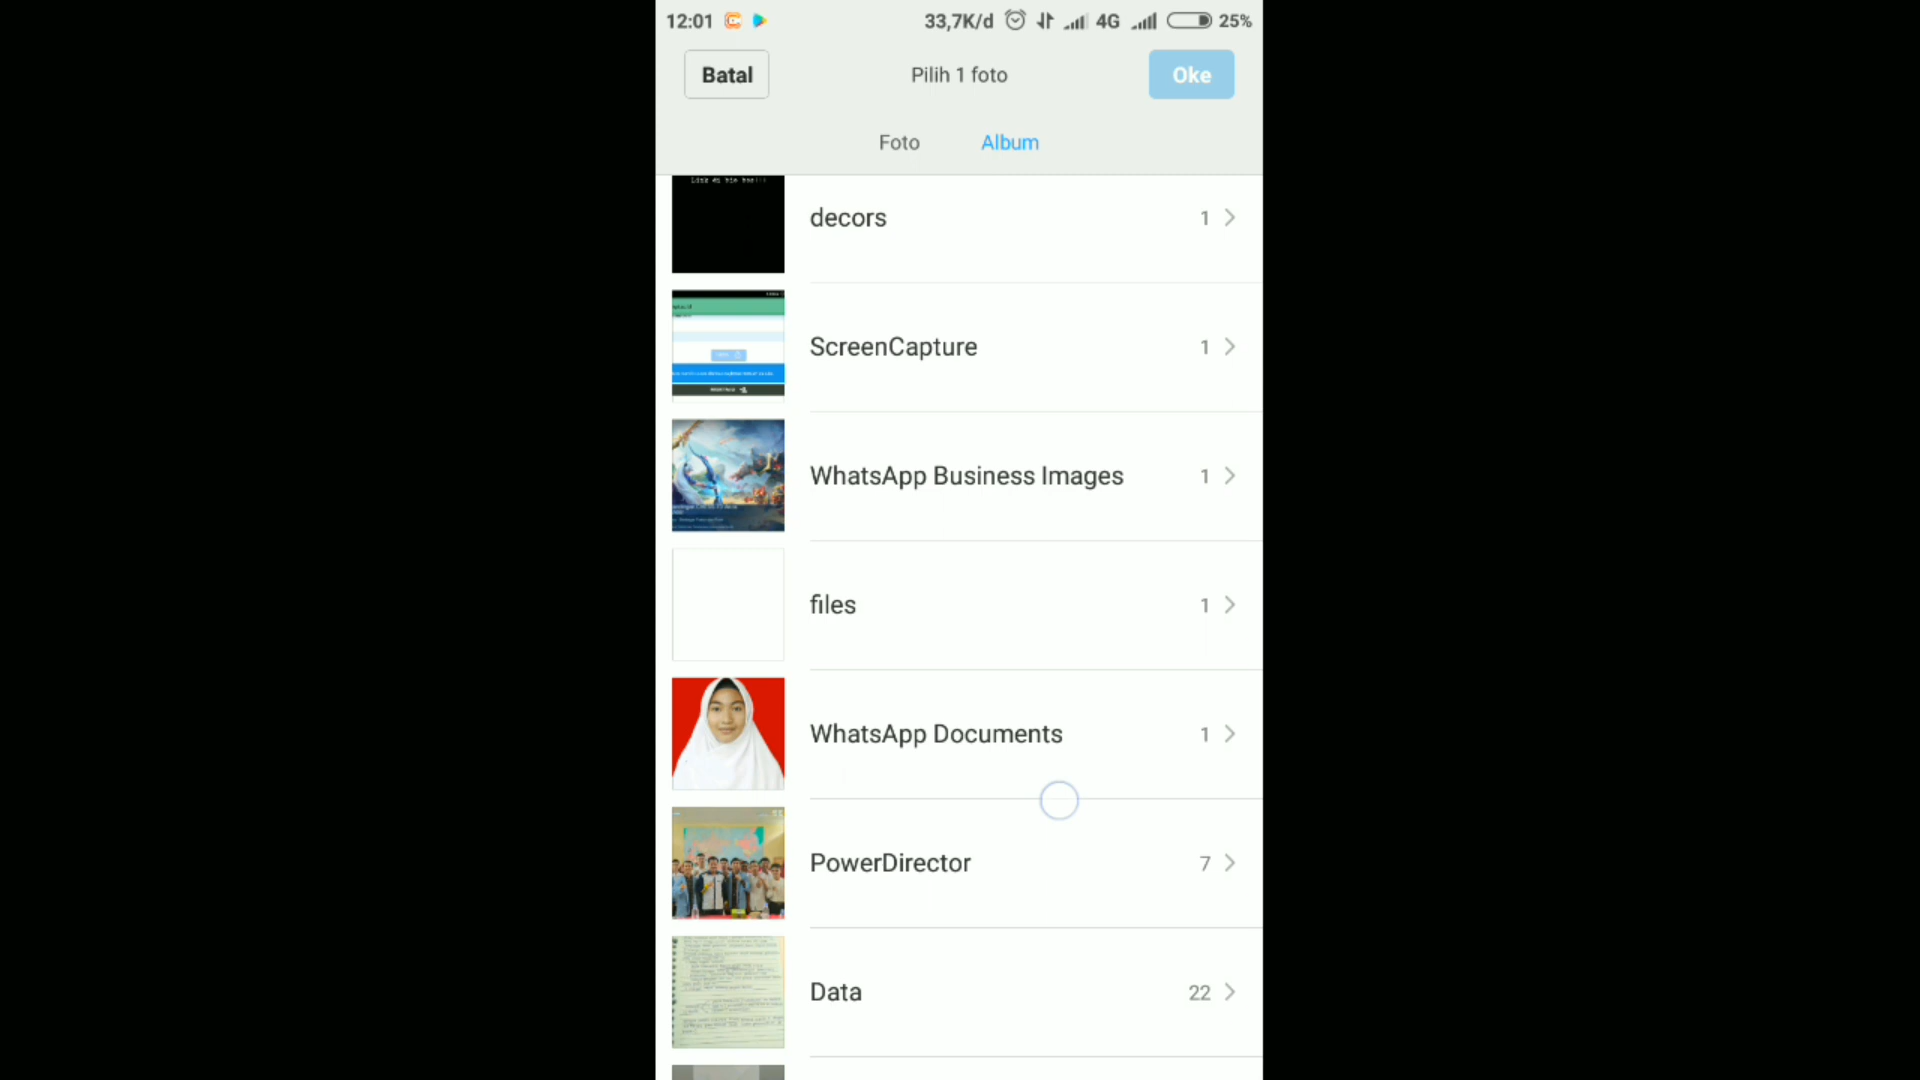 12:01 33,7K/d 4G 25%
Batal Pilih 1 foto Oke
Foto Album
decors 1
ScreenCapture 1
WhatsApp Business Images 1
files 1
WhatsApp Documents 1
PowerDirector 7
Data 22